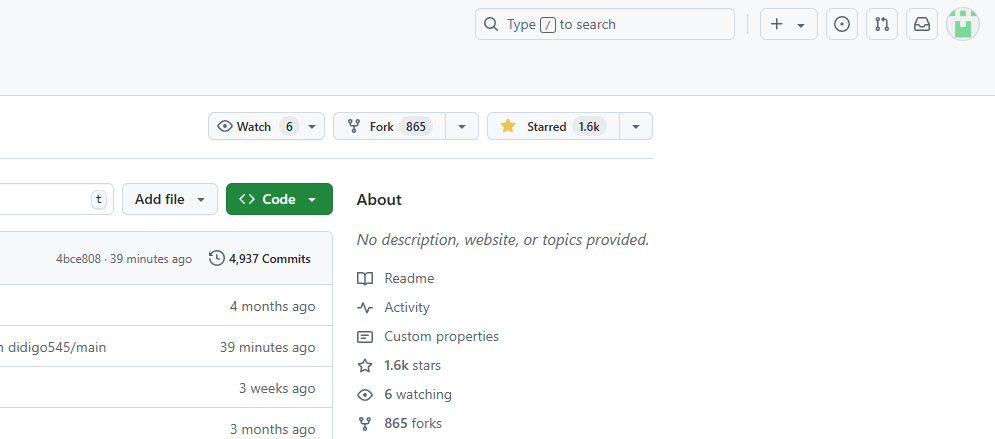 Type / to search
Watch 6
Fork 865
Starred 1.6k
t
Add file
Code
About
No description, website, or topics provided.
4bce808 · 39 minutes ago
4,937 Commits
Readme
4 months ago
Activity
didigo545/main
39 minutes ago
Custom properties
1.6k stars
3 weeks ago
6 watching
3 months ago
865 forks